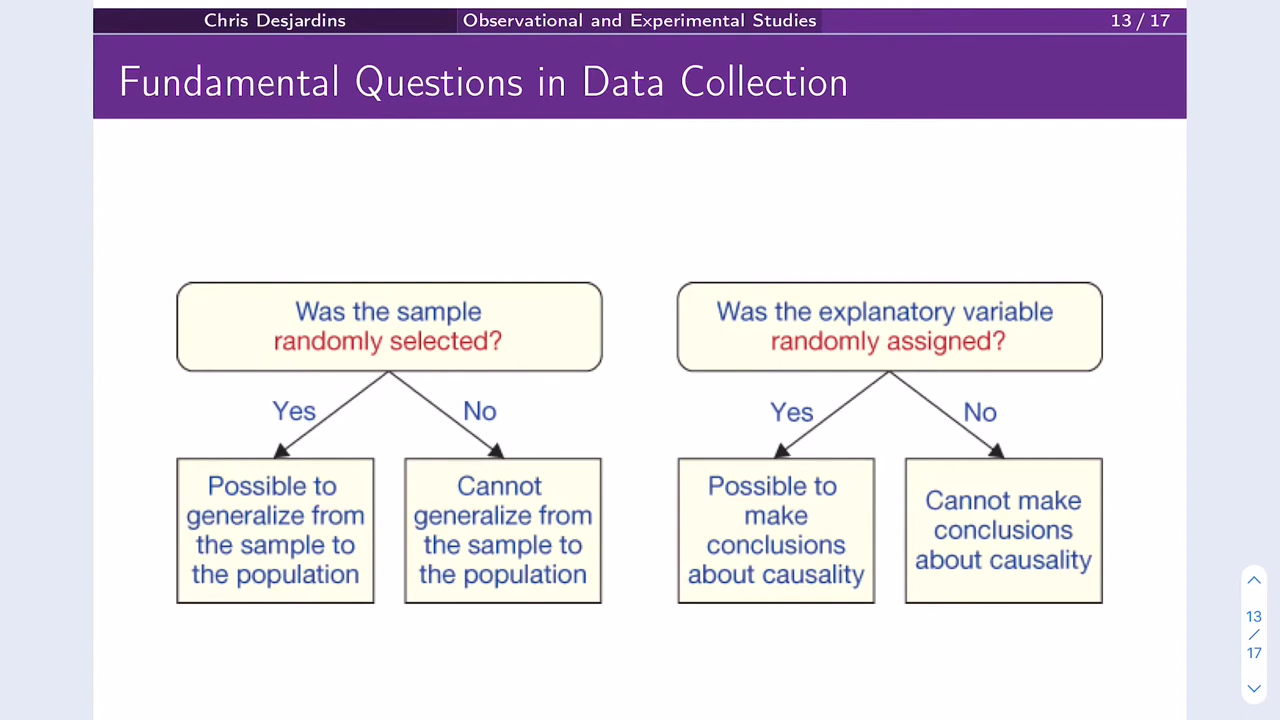 Chris Desjardins
Observational and Experimental Studies
13 / 17
Fundamental Questions in Data Collection
Was the sample
randomly selected?
Yes
No
Possible to
generalize from
the sample to
the population
Cannot
generalize from
the sample to
the population
Was the explanatory variable
randomly assigned?
Yes
No
Possible to
make
conclusions
about causality
Cannot make
conclusions
about causality
13
/
17